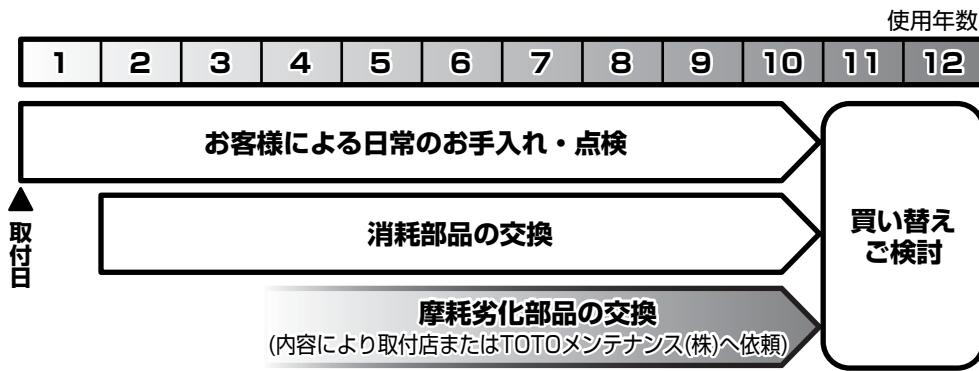 使用年数
1 2 3 4 5 6 7 8 9 10 11 12
お客様による日常のお手入れ・点検
取付日
消耗部品の交換
買い替え
ご検討
摩耗劣化部品の交換
(内容により取付店またはTOTOメンテナンス(株)へ依頼)